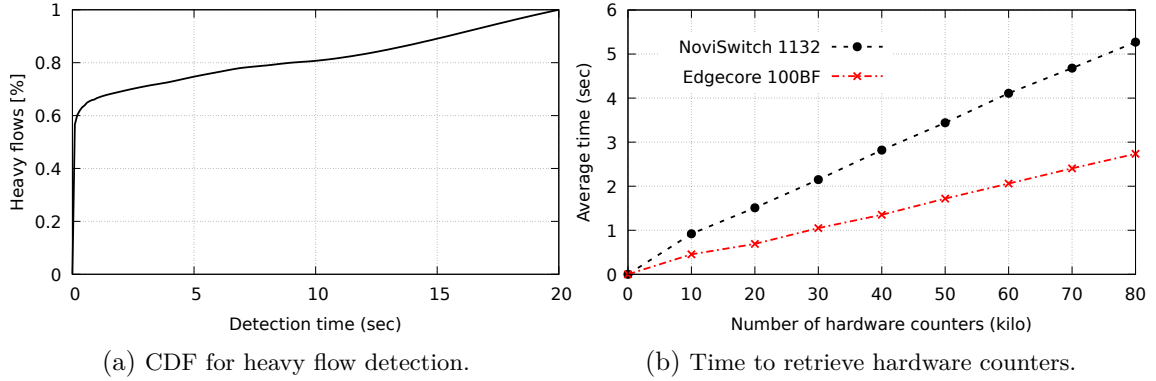 Heavy flows [%]
1
0.8
0.6
0.4
0.2
0
0 5 10 15 20
Detection time (sec)
(a) CDF for heavy flow detection.
Average time (sec)
6
5
4
3
2
1
0
NoviSwitch 1132
Edgecore 100BF
0 10 20 30 40 50 60 70 80
Number of hardware counters (kilo)
(b) Time to retrieve hardware counters.